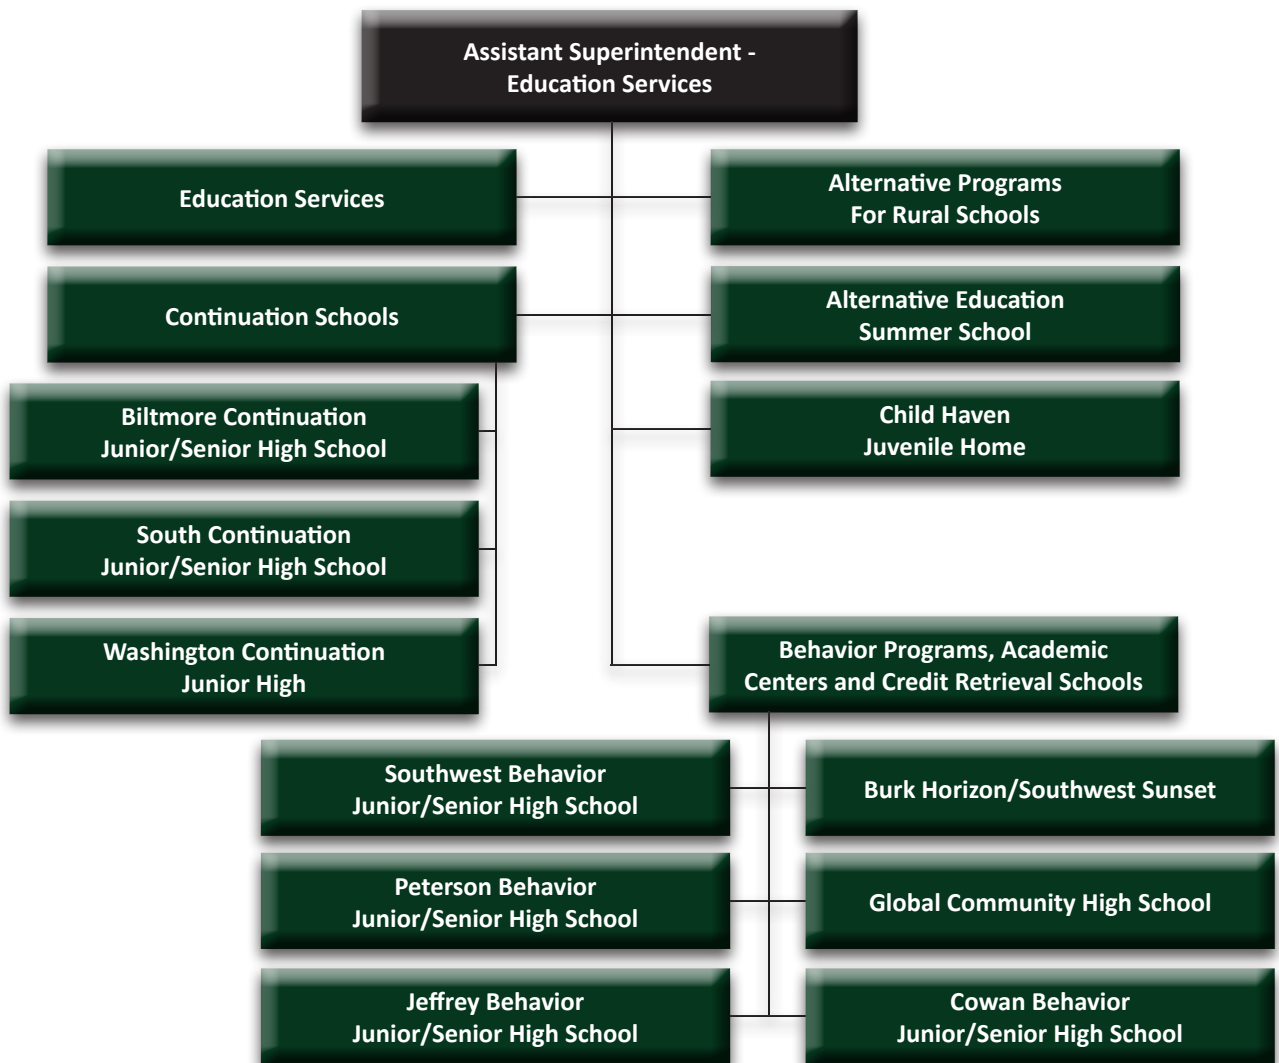 Assistant Superintendent -
Education Services
Education Services
Alternative Programs
For Rural Schools
Continuation Schools
Alternative Education
Summer School
Biltmore Continuation
Junior/Senior High School
Child Haven
Juvenile Home
South Continuation
Junior/Senior High School
Washington Continuation
Junior High
Behavior Programs, Academic
Centers and Credit Retrieval Schools
Southwest Behavior
Junior/Senior High School
Burk Horizon/Southwest Sunset
Peterson Behavior
Junior/Senior High School
Global Community High School
Jeffrey Behavior
Junior/Senior High School
Cowan Behavior
Junior/Senior High School